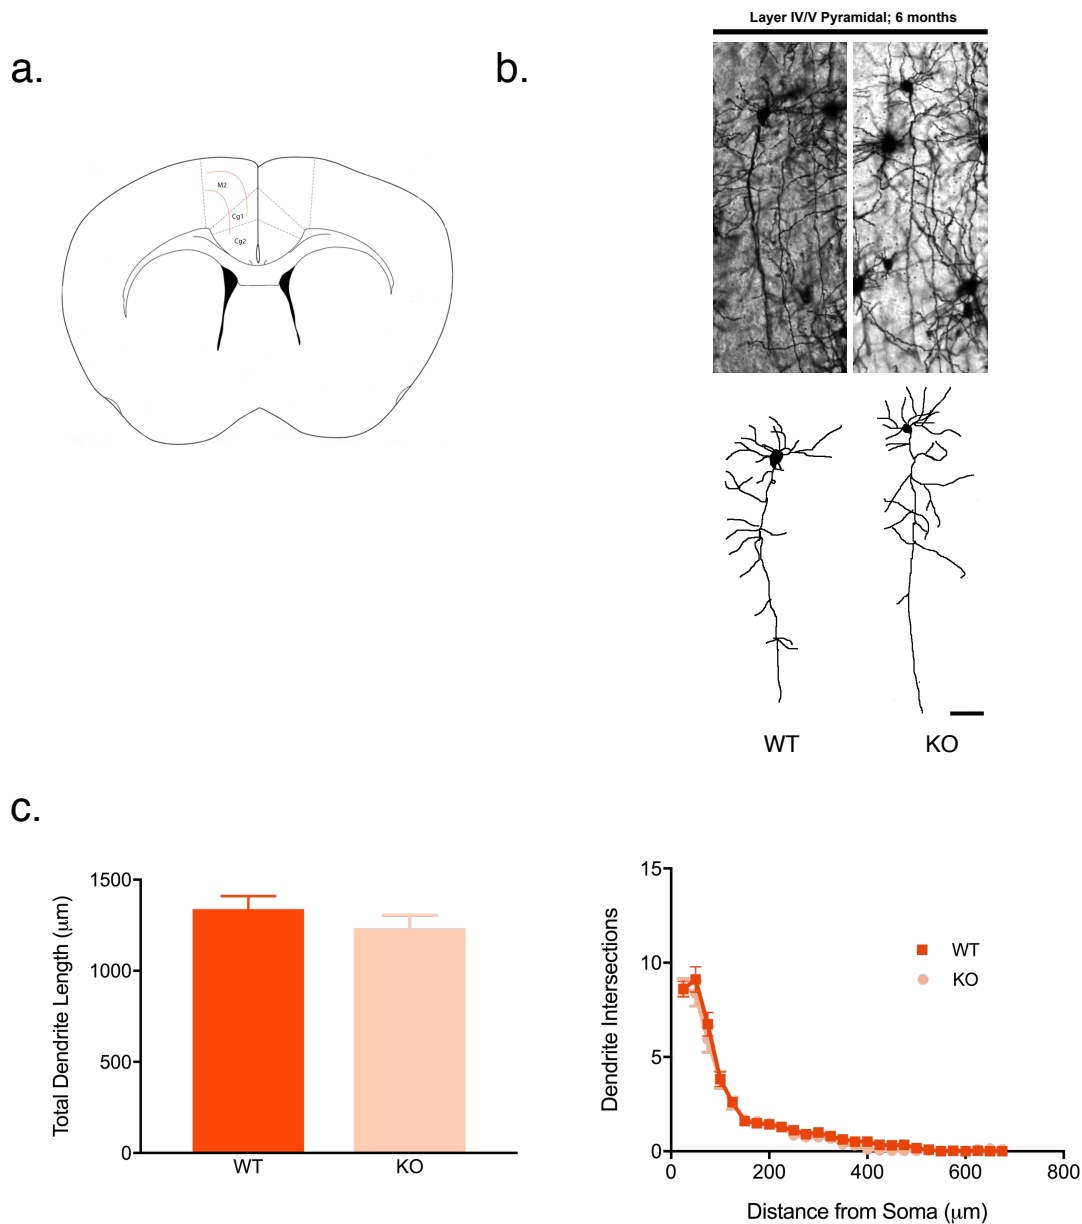 Layer IV/V Pyramidal; 6 months
a.
b.
M2
Cg1
Cg2
WT
KO
c.
Total Dendrite Length (μm)
1500
1000
500
0
WT
KO
Dendrite Intersections
15
10
5
0
WT
KO
0
200
400
600
800
Distance from Soma (μm)